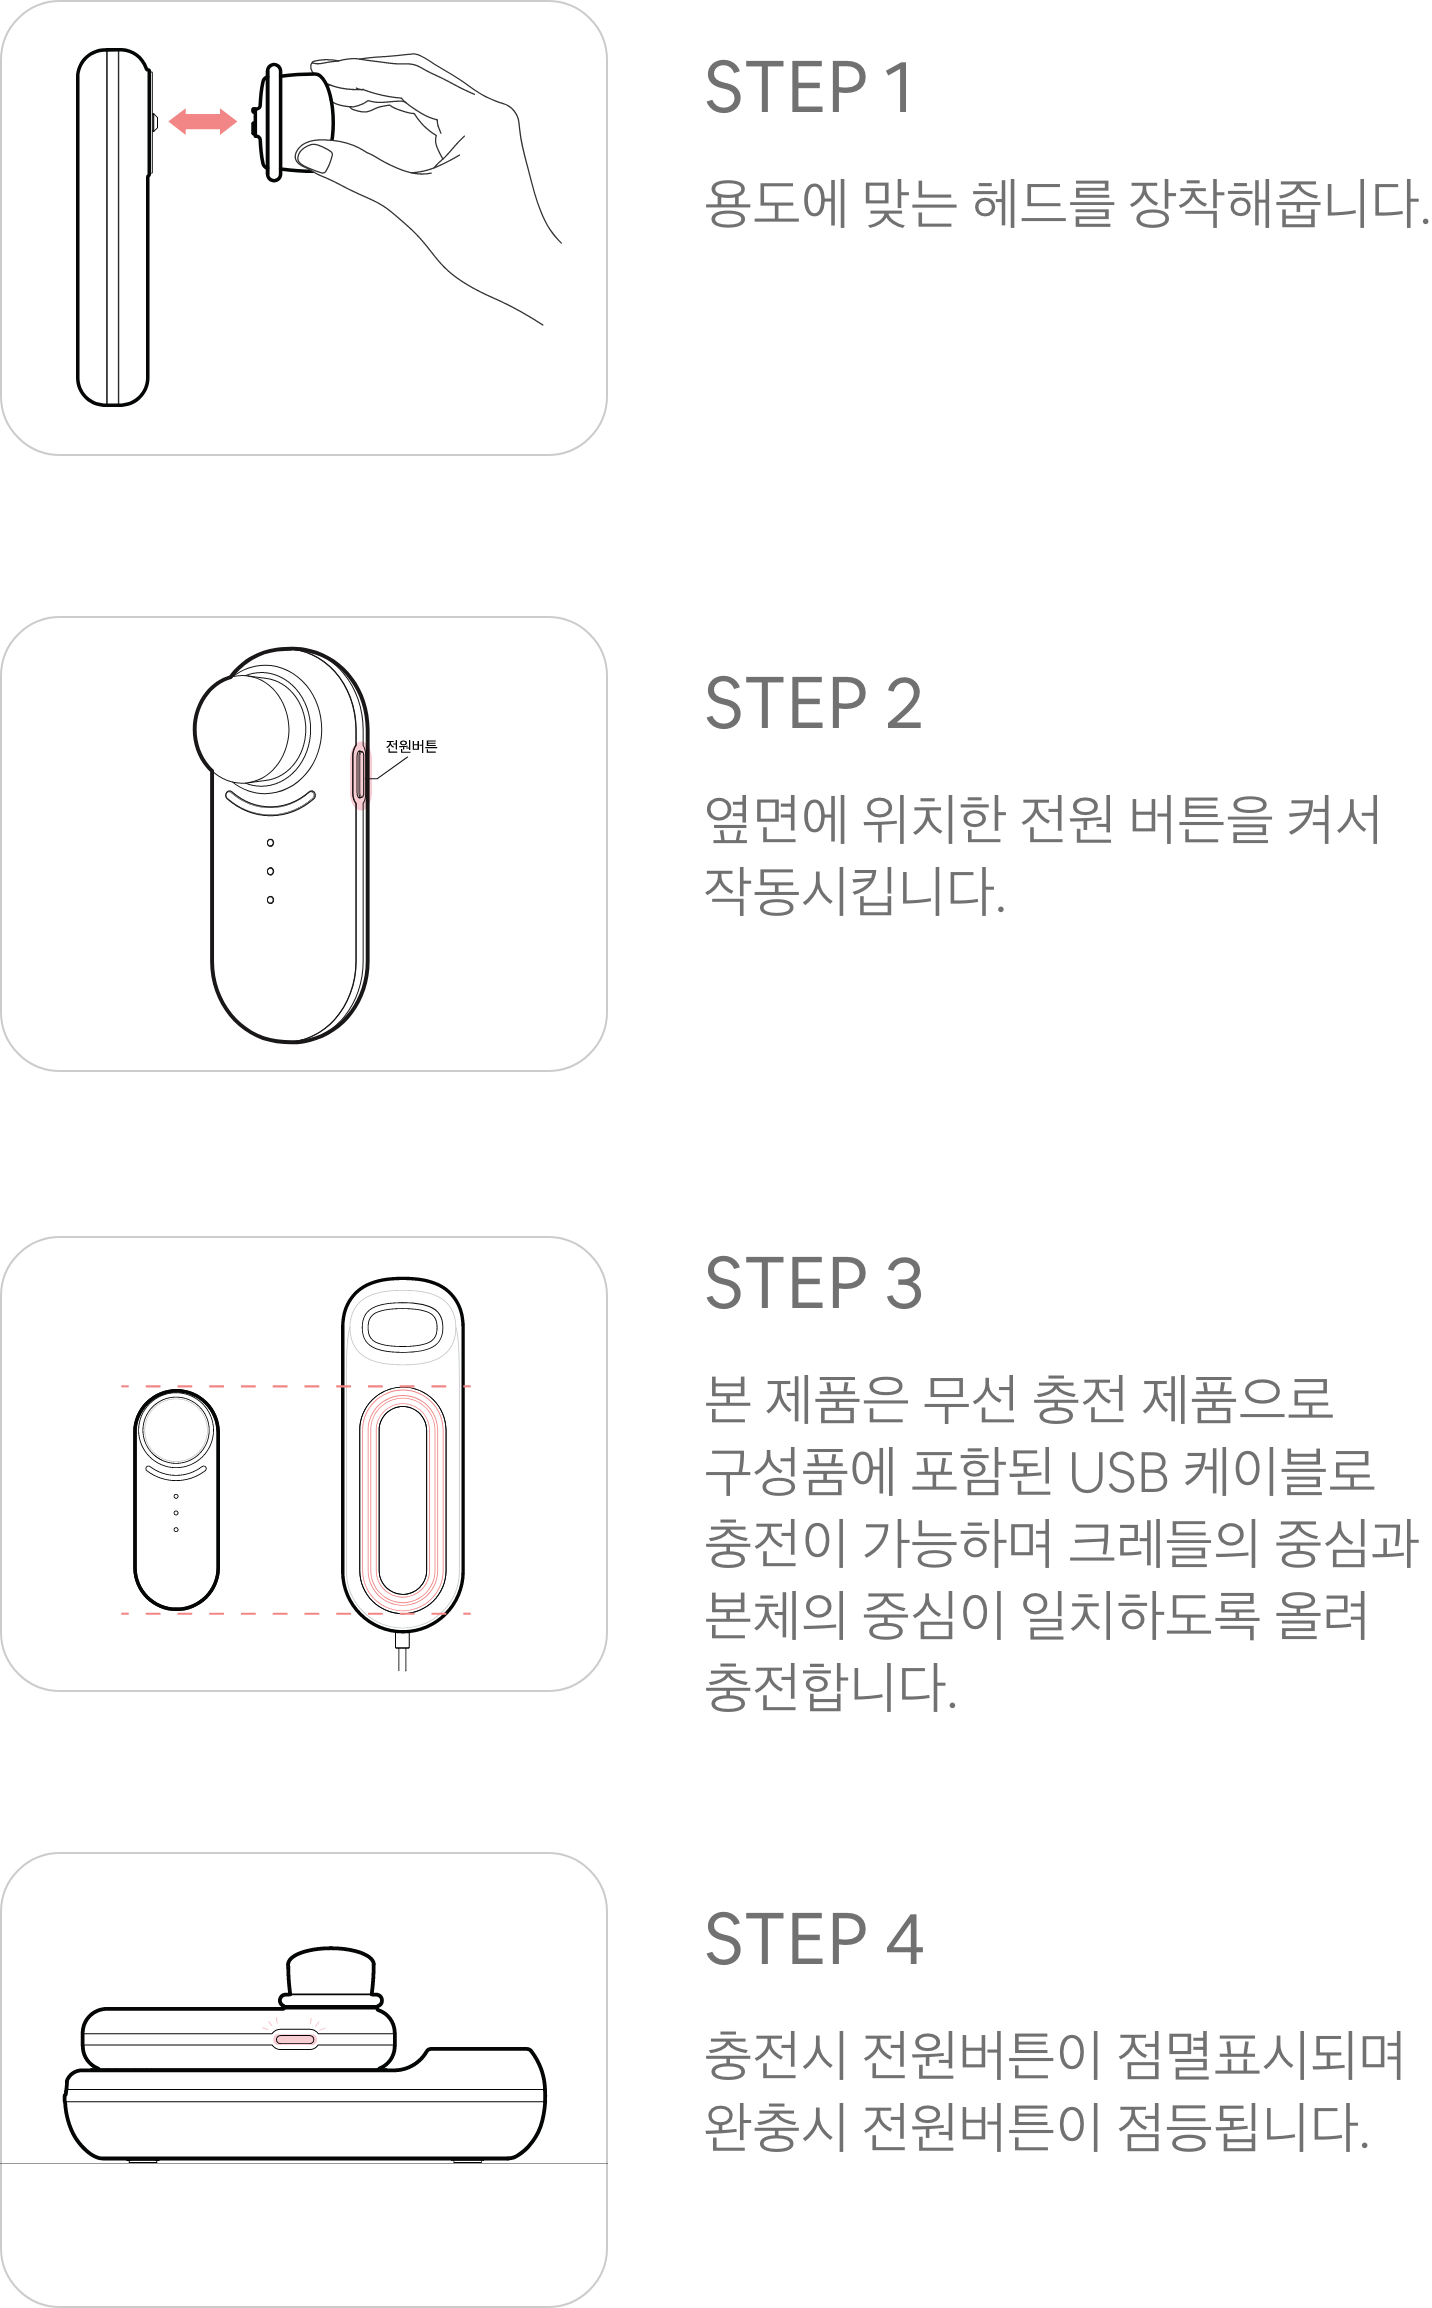 STEP 1
용도에 맞는 헤드를 장착해줍니다.
STEP 2
전원버튼
옆면에 위치한 전원 버튼을 켜서
작동시킵니다.
STEP 3
본 제품은 무선 충전 제품으로
구성품에 포함된 USB 케이블로
충전이 가능하며 크레들의 중심과
본체의 중심이 일치하도록 올려
충전합니다.
STEP 4
충전시 전원버튼이 점멸표시되며
완충시 전원버튼이 점등됩니다.